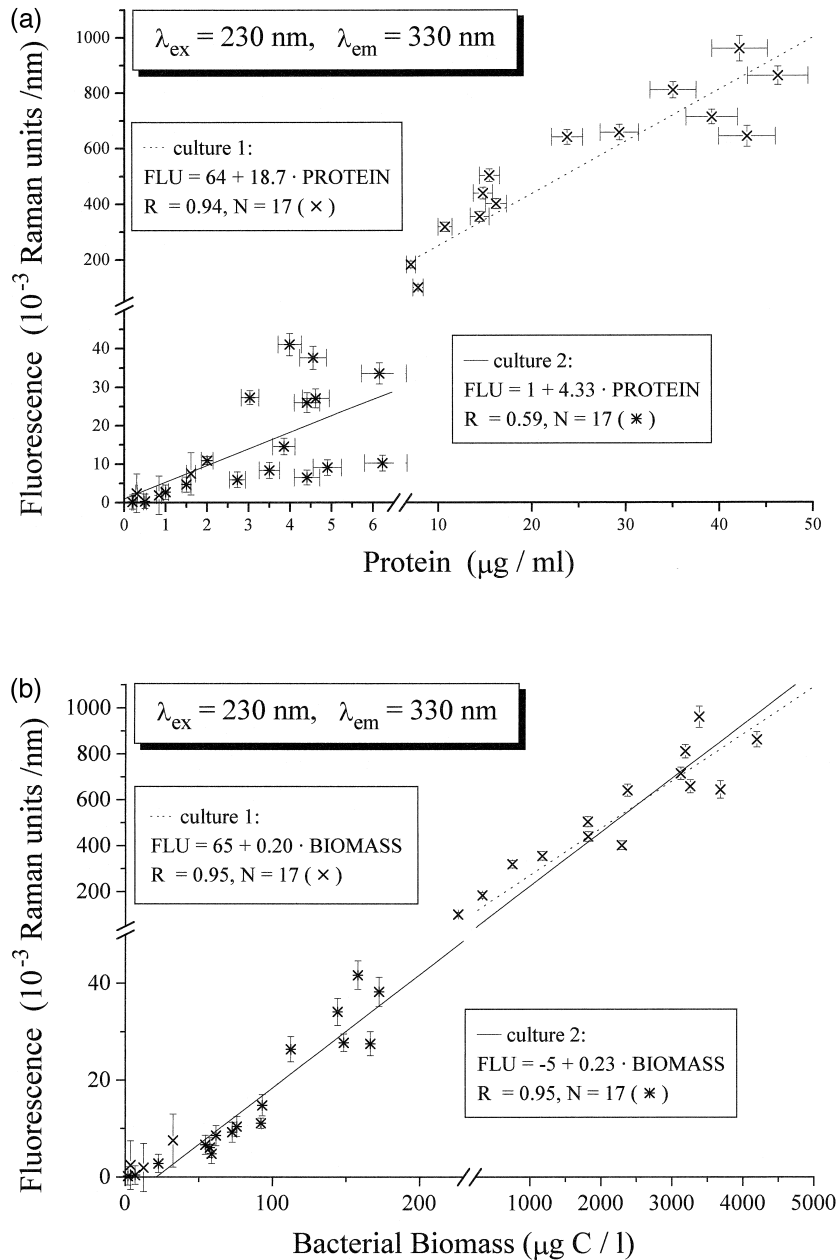 (a)
λex = 230 nm, λem = 330 nm
culture 1:
FLU = 64 + 18.7 · PROTEIN
R = 0.94, N = 17 ( × )
culture 2:
FLU = 1 + 4.33 · PROTEIN
R = 0.59, N = 17 ( ✱ )
Fluorescence (10⁻³ Raman units /nm)
1000
800
600
400
200
40
30
20
10
0
0 1 2 3 4 5 6 10 20 30 40 50
Protein (μg / ml)
(b)
λex = 230 nm, λem = 330 nm
culture 1:
FLU = 65 + 0.20 · BIOMASS
R = 0.95, N = 17 ( × )
culture 2:
FLU = -5 + 0.23 · BIOMASS
R = 0.95, N = 17 ( ✱ )
Fluorescence (10⁻³ Raman units /nm)
1000
800
600
400
200
40
20
0
0 100 200 1000 2000 3000 4000 5000
Bacterial Biomass (μg C / l)